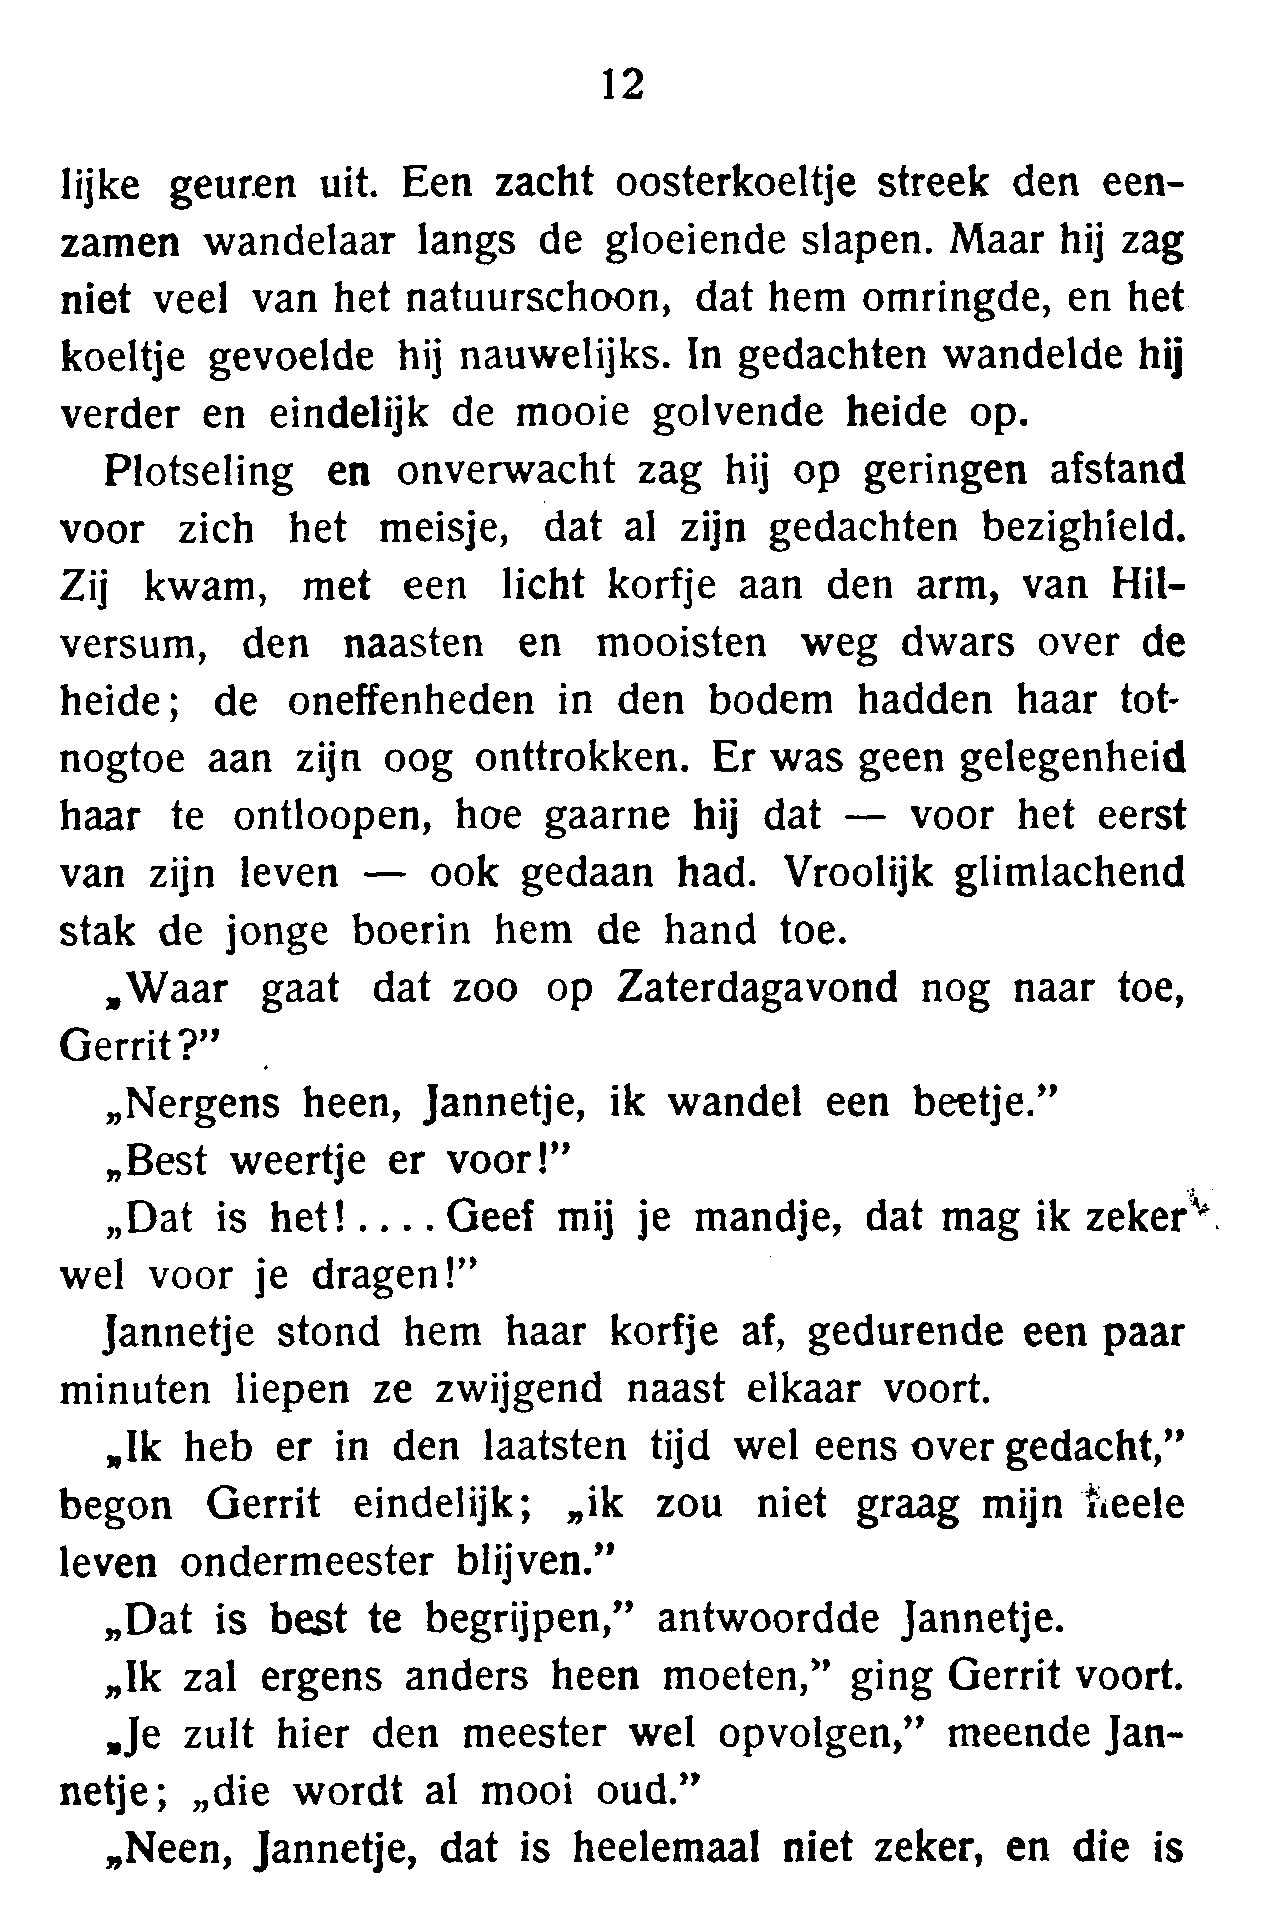 12
lijke geuren uit. Een zacht oosterkoeltje streek den een-
zamen wandelaar langs de gloeiende slapen. Maar hij zag
niet veel van het natuurschoon, dat hem omringde, en het
koeltje gevoelde hij nauwelijks. In gedachten wandelde hij
verder en eindelijk de mooie golvende heide op.
Plotseling en onverwacht zag hij op geringen afstand
voor zich het meisje, dat al zijn gedachten bezighield.
Zij kwam, met een licht korfje aan den arm, van Hil-
versum, den naasten en mooisten weg dwars over de
heide; de oneffenheden in den bodem hadden haar tot-
nogtoe aan zijn oog onttrokken. Er was geen gelegenheid
haar te ontloopen, hoe gaarne hij dat — voor het eerst
van zijn leven — ook gedaan had. Vroolijk glimlachend
stak de jonge boerin hem de hand toe.
„Waar gaat dat zoo op Zaterdagavond nog naar toe,
Gerrit?”
„Nergens heen, Jannetje, ik wandel een beetje.”
„Best weertje er voor!”
„Dat is het!.... Geef mij je mandje, dat mag ik zeker
wel voor je dragen!”
Jannetje stond hem haar korfje af, gedurende een paar
minuten liepen ze zwijgend naast elkaar voort.
„Ik heb er in den laatsten tijd wel eens over gedacht,”
begon Gerrit eindelijk; „ik zou niet graag mijn heele
leven ondermeester blijven.”
„Dat is best te begrijpen,” antwoordde Jannetje.
„Ik zal ergens anders heen moeten,” ging Gerrit voort.
„Je zult hier den meester wel opvolgen,” meende Jan-
netje; „die wordt al mooi oud.”
„Neen, Jannetje, dat is heelemaal niet zeker, en die is